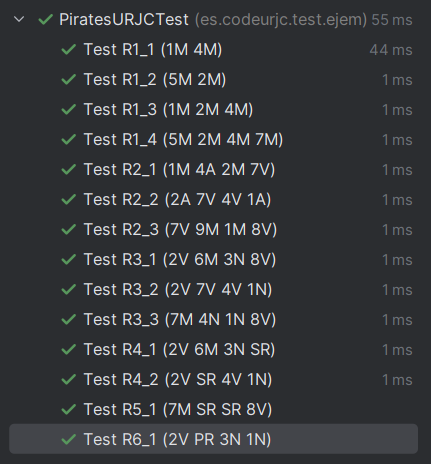 PiratesURJCTest (es.codeurjc.test.ejem) 55 ms
Test R1_1 (1M 4M) 44 ms
Test R1_2 (5M 2M) 1 ms
Test R1_3 (1M 2M 4M) 1 ms
Test R1_4 (5M 2M 4M 7M) 1 ms
Test R2_1 (1M 4A 2M 7V) 1 ms
Test R2_2 (2A 7V 4V 1A) 1 ms
Test R2_3 (7V 9M 1M 8V) 1 ms
Test R3_1 (2V 6M 3N 8V) 1 ms
Test R3_2 (2V 7V 4V 1N) 1 ms
Test R3_3 (7M 4N 1N 8V) 1 ms
Test R4_1 (2V 6M 3N SR) 1 ms
Test R4_2 (2V SR 4V 1N) 1 ms
Test R5_1 (7M SR SR 8V)
Test R6_1 (2V PR 3N 1N)